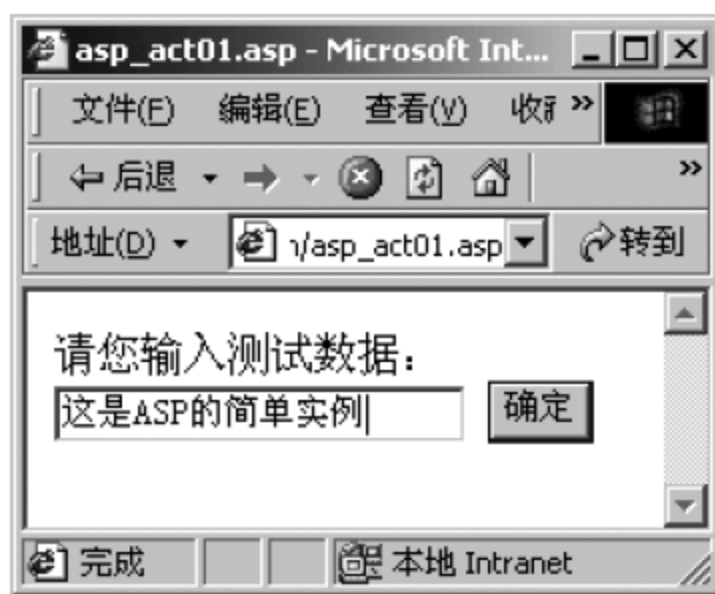 asp_act01.asp - Microsoft Int...
文件(F) 编辑(E) 查看(V) »
后退 »
地址(D) \/asp_act01.asp 转到
请您输入测试数据：
这是ASP的简单实例 确定
完成 本地 Intranet